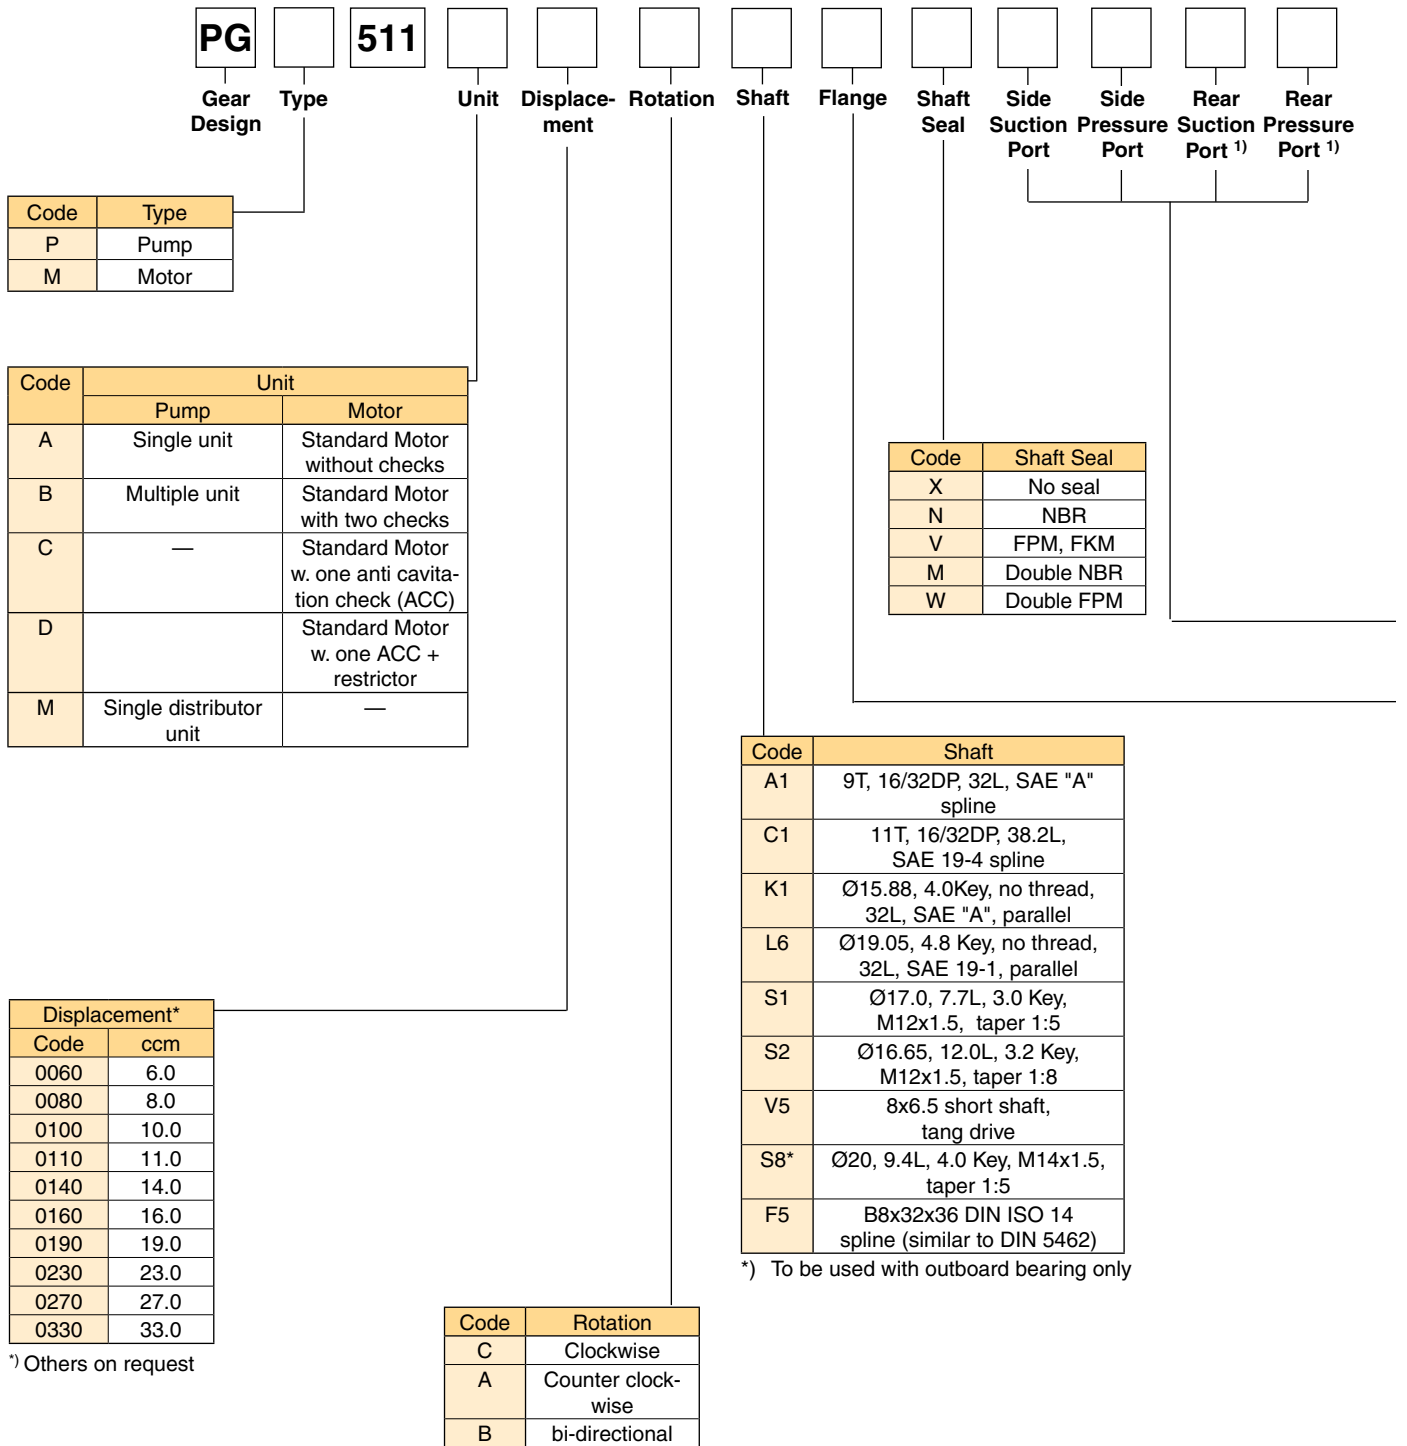 PG 511
Gear Design
Type
Unit
Displace-
ment
Rotation
Shaft
Flange
Shaft
Seal
Side
Suction
Port
Side
Pressure
Port
Rear
Suction
Port 1)
Rear
Pressure
Port 1)
Code Type
P Pump
M Motor
Code Unit
Pump Motor
A Single unit Standard Motor
without checks
B Multiple unit Standard Motor
with two checks
C — Standard Motor
w. one anti cavita-
tion check (ACC)
D Standard Motor
w. one ACC +
restrictor
M Single distributor —
unit
Code Shaft Seal
X No seal
N NBR
V FPM, FKM
M Double NBR
W Double FPM
Code Shaft
A1 9T, 16/32DP, 32L, SAE "A"
spline
C1 11T, 16/32DP, 38.2L,
SAE 19-4 spline
K1 Ø15.88, 4.0Key, no thread,
32L, SAE "A", parallel
L6 Ø19.05, 4.8 Key, no thread,
32L, SAE 19-1, parallel
S1 Ø17.0, 7.7L, 3.0 Key,
M12x1.5, taper 1:5
S2 Ø16.65, 12.0L, 3.2 Key,
M12x1.5, taper 1:8
V5 8x6.5 short shaft,
tang drive
S8* Ø20, 9.4L, 4.0 Key, M14x1.5,
taper 1:5
F5 B8x32x36 DIN ISO 14
spline (similar to DIN 5462)
*) To be used with outboard bearing only
Displacement*
Code ccm
0060 6.0
0080 8.0
0100 10.0
0110 11.0
0140 14.0
0160 16.0
0190 19.0
0230 23.0
0270 27.0
0330 33.0
*) Others on request
Code Rotation
C Clockwise
A Counter clock-
wise
B bi-directional